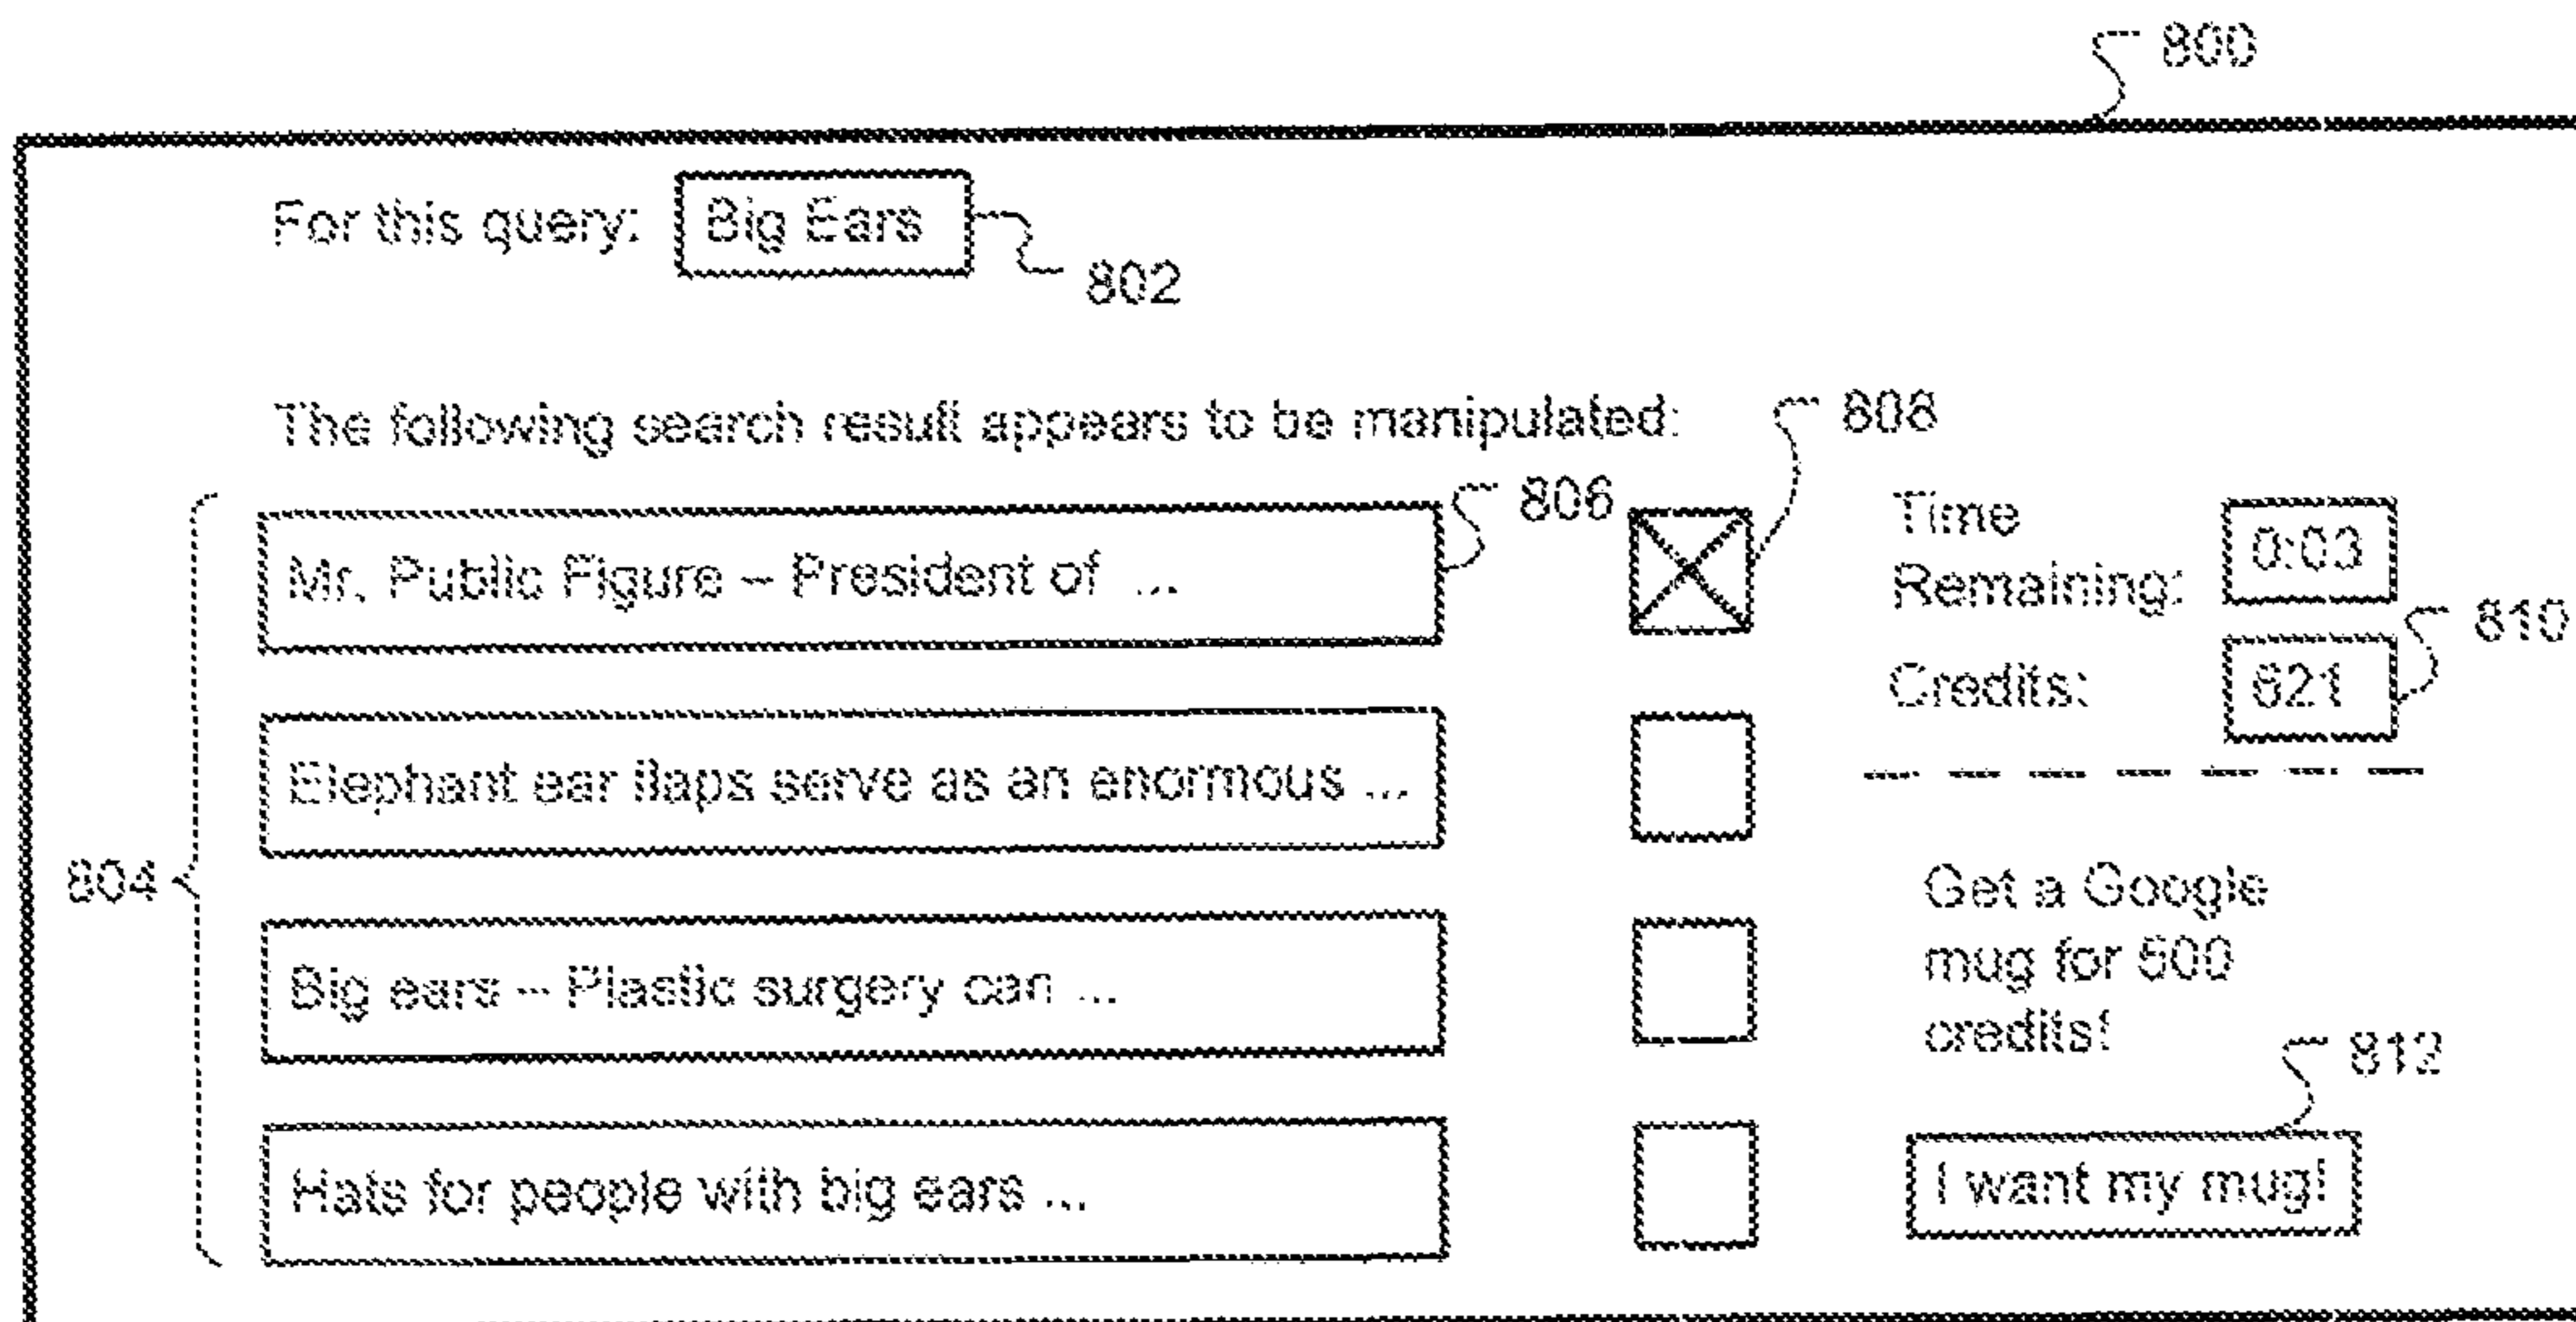 800
For this query: Big Ears
802
The following search result appears to be manipulated:
808
806
Mr. Public Figure – President of ...
Time
Remaining:
0:03
810
Credits:
621
Elephant ear flaps serve as an enormous ...
804
Big ears – Plastic surgery can ...
Get a Google
mug for 500
credits!
812
Hats for people with big ears ...
I want my mug!